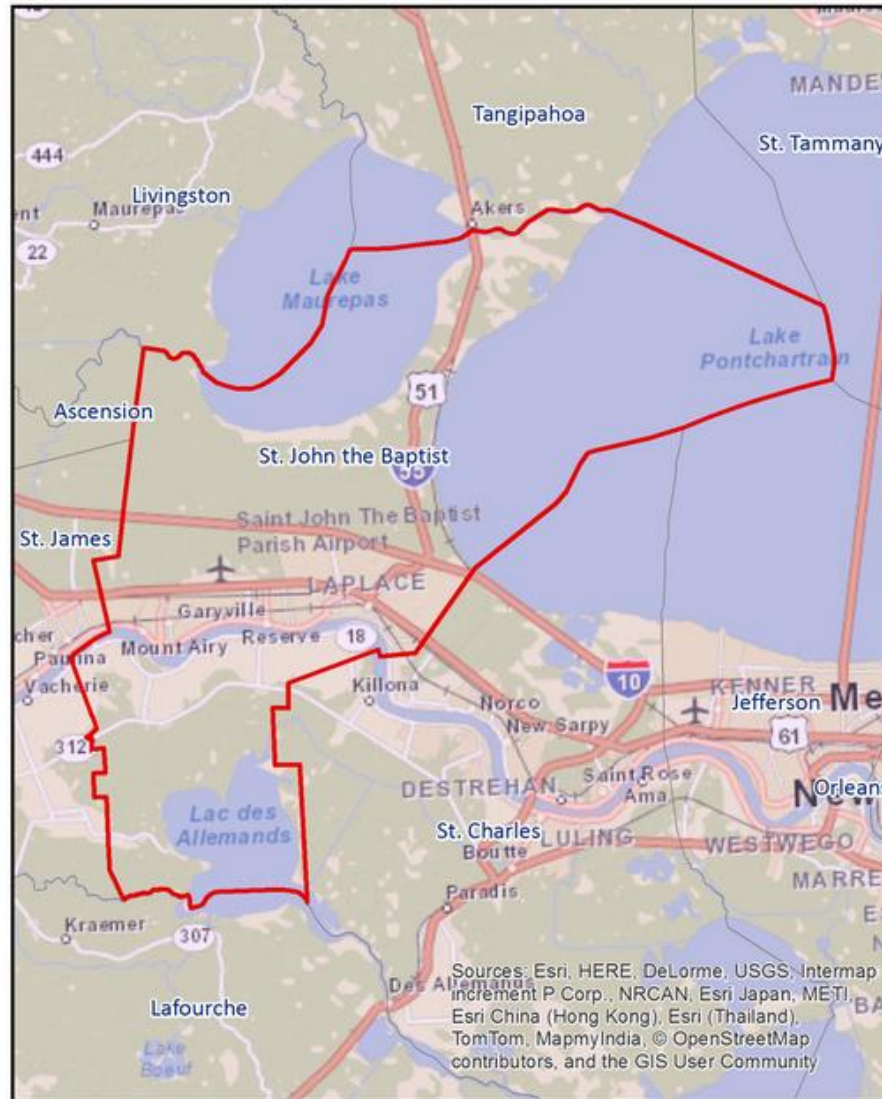 MANDE
Tangipahoa
St. Tammany
444
Livingston
Maurepas
Akers
22
Lake
Maurepas
Lake
Pontchartrain
51
Ascension
St. John the Baptist
55
Saint John The Baptist
Parish Airport
St. James
LAPLACE
Garyville
18
Mount Airy
Reserve
cher
Paulina
Vacherie
Killona
10
KENNER
Norco
New Sarpy
Jefferson
Me
61
312
DESTREHAN
Saint Rose
Ama
Orleans
New
Lac des
Allemands
St. Charles
LULING
Boutte
WESTWEGO
MARRE
Paradis
Kraemer
307
Des Allemands
Lafourche
Lake
Boeuf
BA
Sources: Esri, HERE, DeLorme, USGS, Intermap
increment P Corp., NRCAN, Esri Japan, METI,
Esri China (Hong Kong), Esri (Thailand),
TomTom, MapmyIndia, © OpenStreetMap
contributors, and the GIS User Community